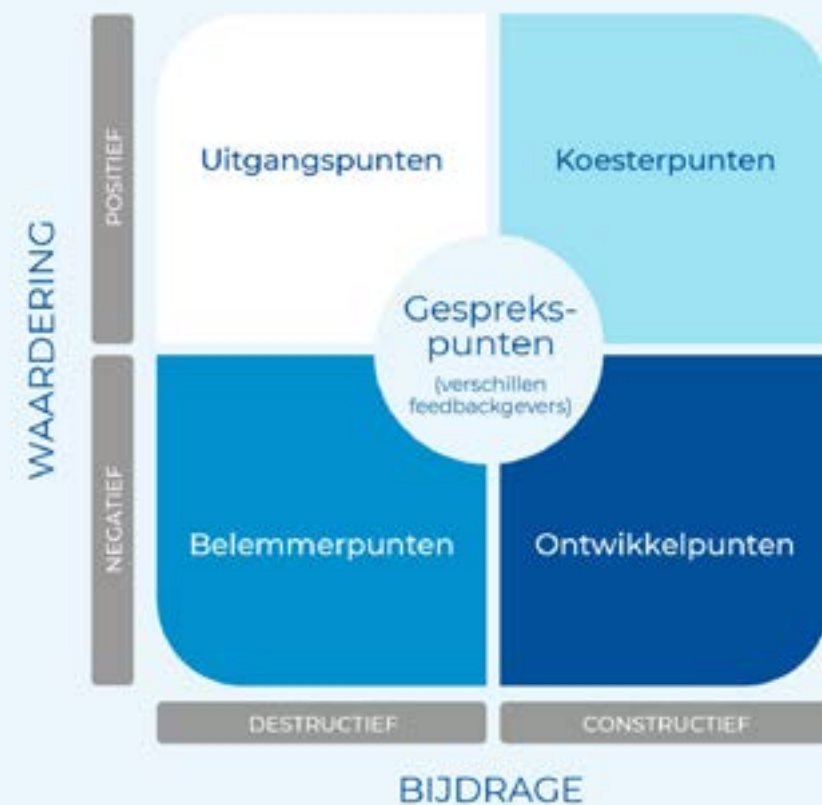 WAARDERING
POSITIEF
NEGATIEF
Uitgangspunten
Koesterpunten
Gespreks-
punten
(verschillen
feedbackgevers)
Belemmerpunten
Ontwikkelpunten
DESTRUCTIEF
CONSTRUCTIEF
BIJDRAGE